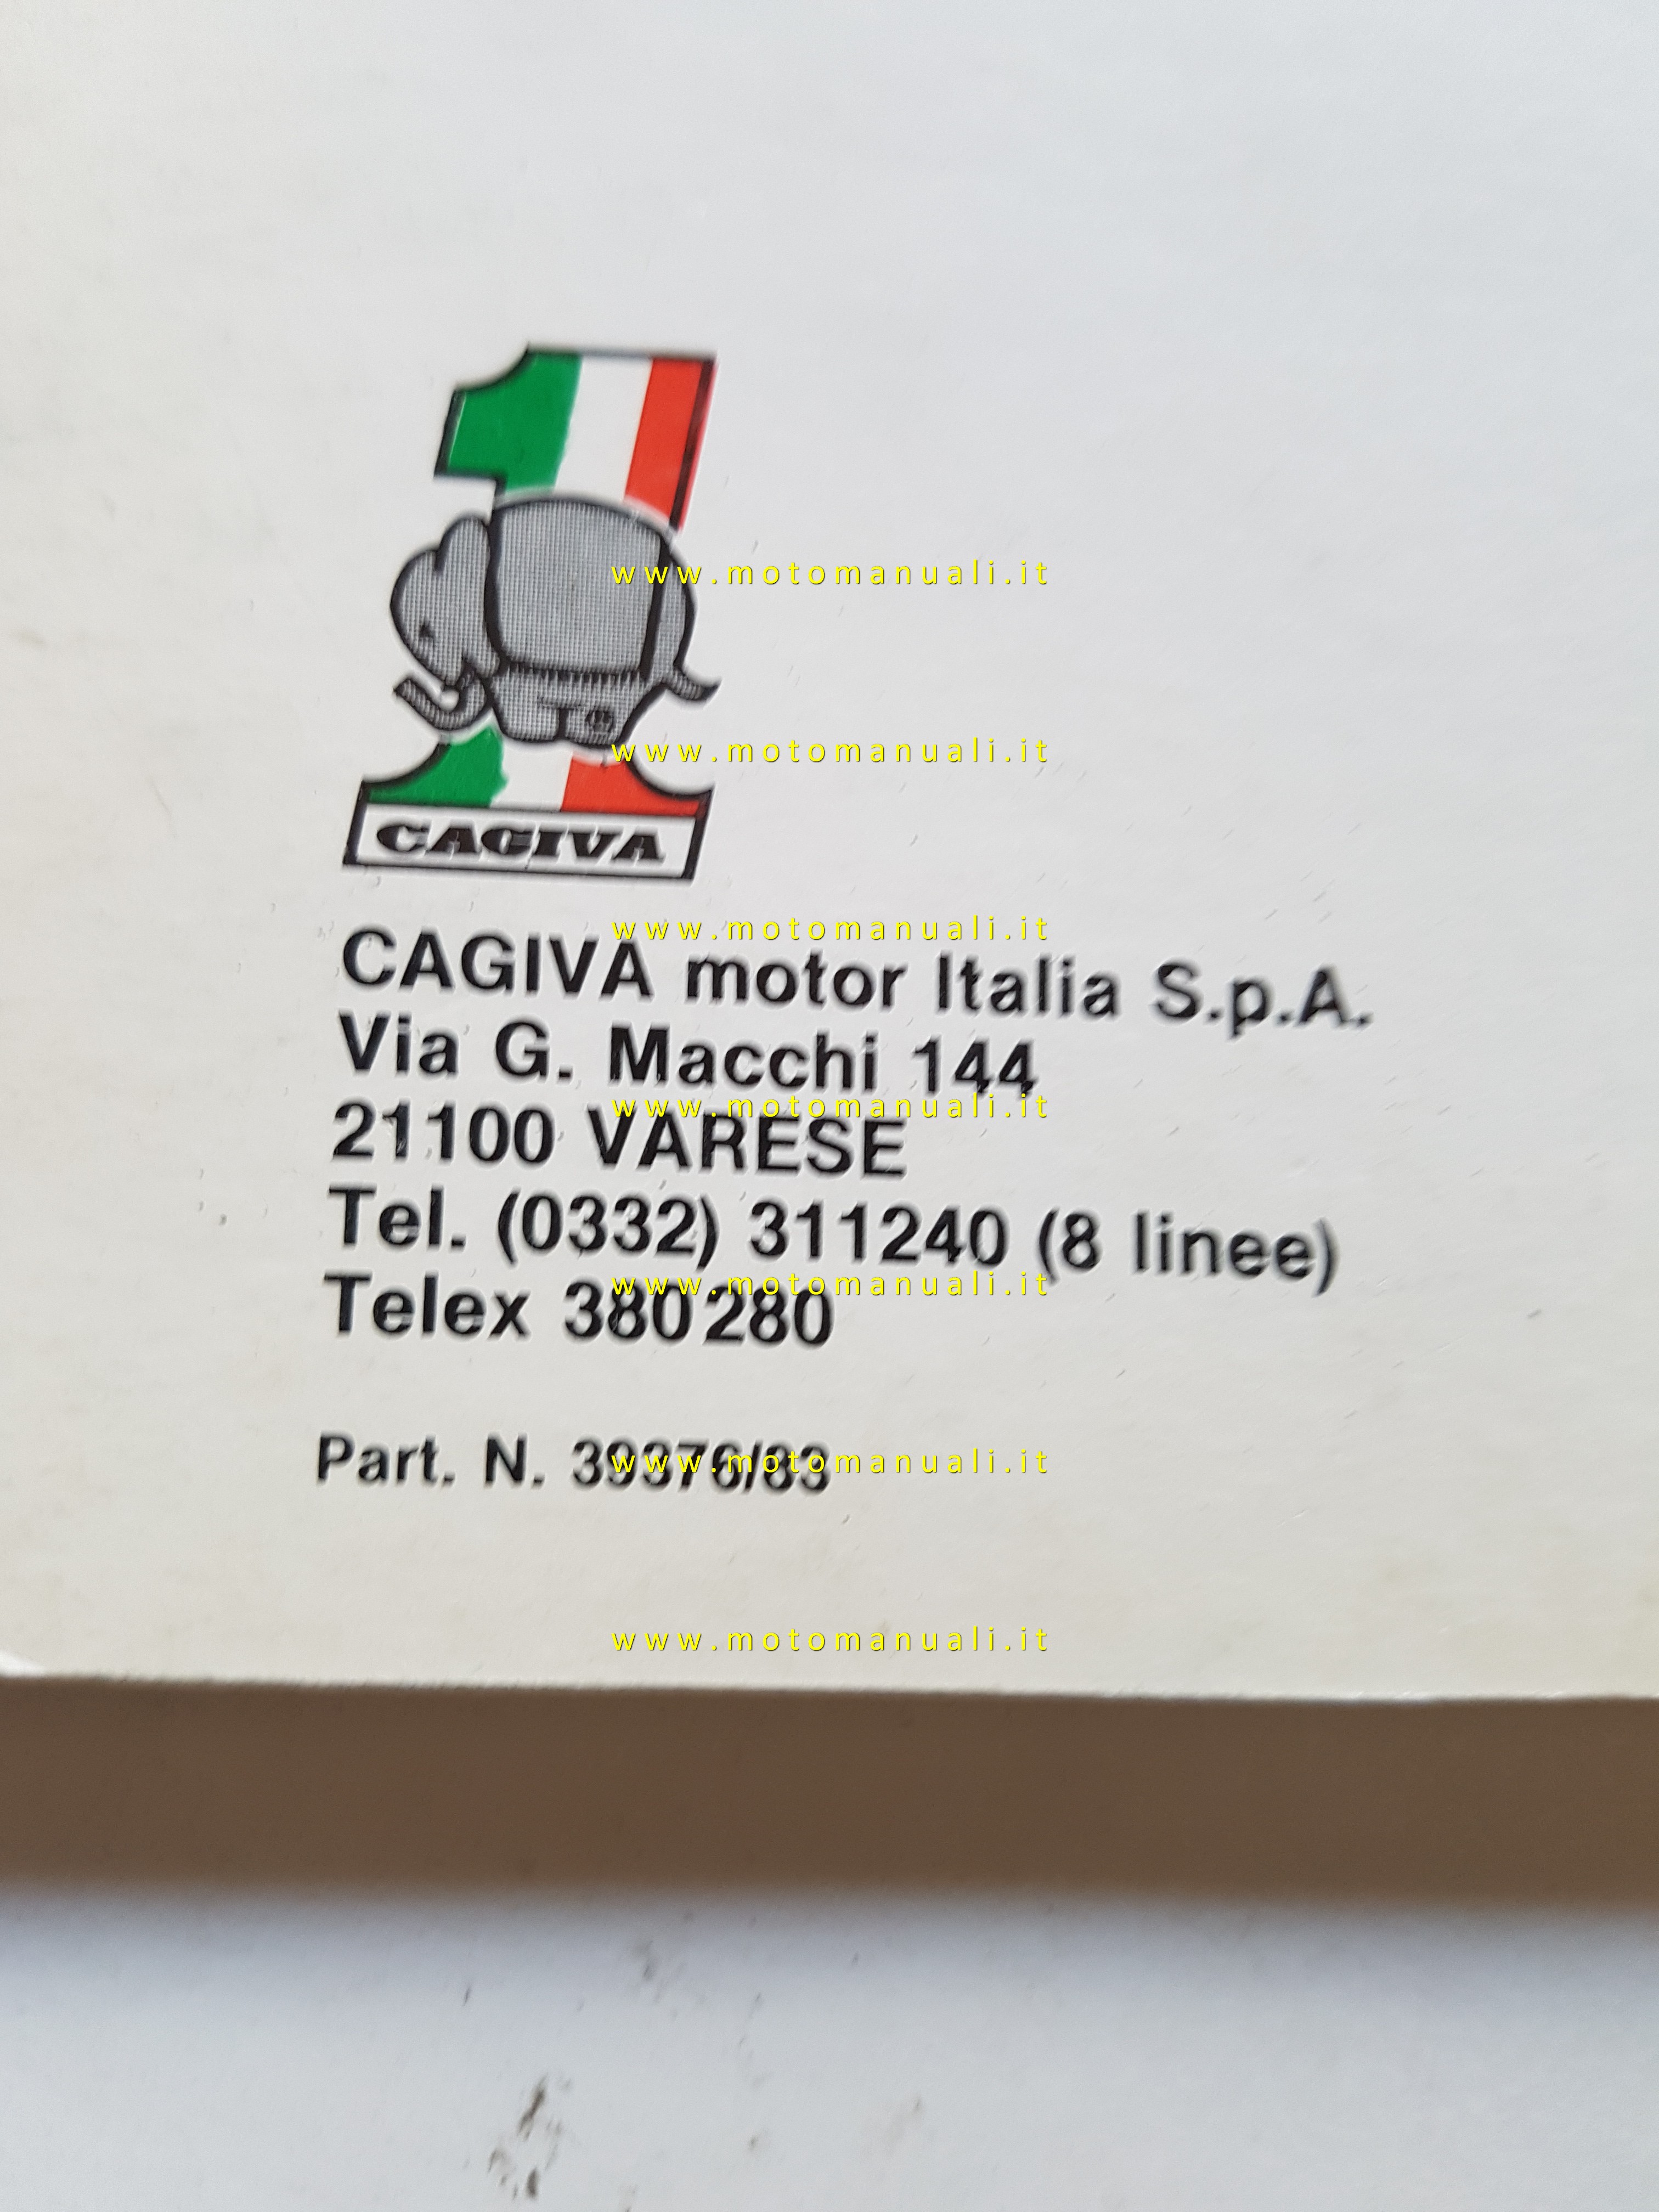 www.motomanuali.it
www.motomanuali.it
CAGIVA
www.motomanuali.it
CAGIVA motor Italia S.p.A.
Via G. Macchi 144
www.motomanuali.it
21100 VARESE
Tel. (0332) 311240 (8 linee)
www.motomanuali.it
Telex 380280
Part. N. 39376/83
www.motomanuali.it
www.motomanuali.it